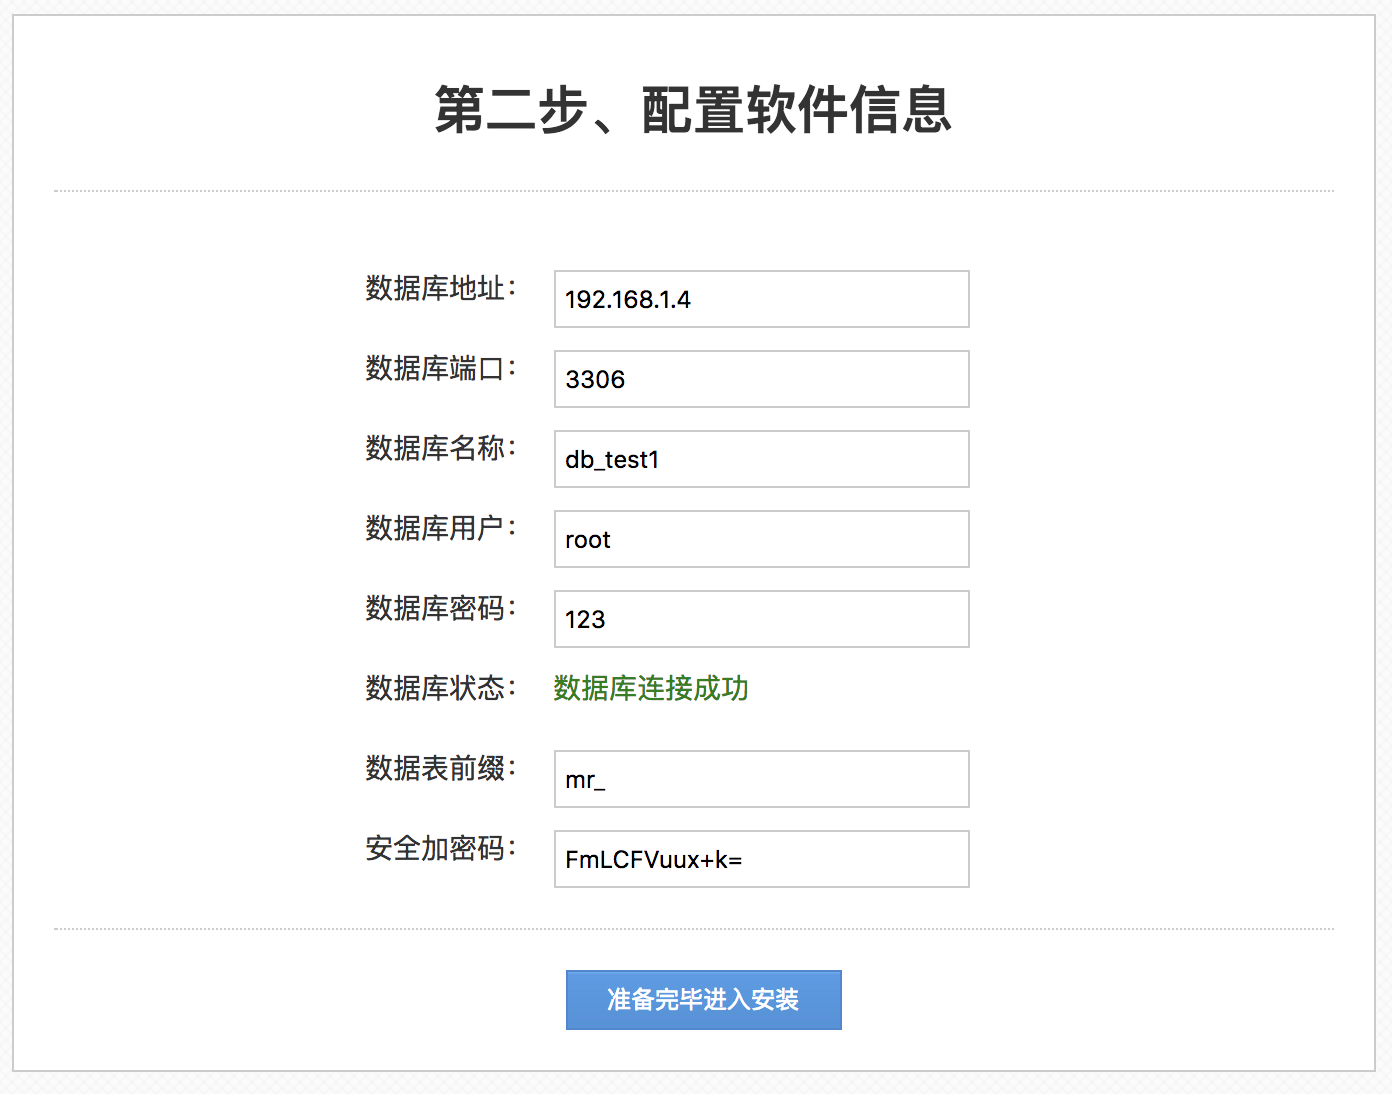 第二步、配置软件信息
数据库地址： 192.168.1.4
数据库端口： 3306
数据库名称： db_test1
数据库用户： root
数据库密码： 123
数据库状态： 数据库连接成功
数据表前缀： mr_
安全加密码： FmLCFVuux+k=
准备完毕进入安装